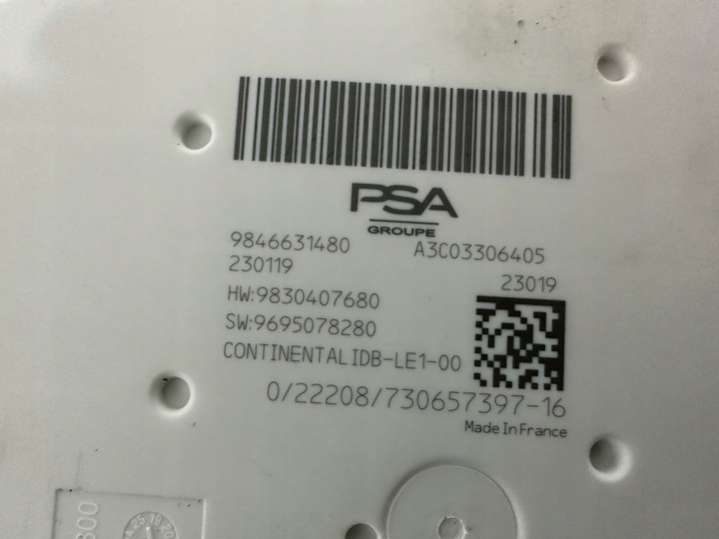 PSA
GROUPE
9846631480 A3C03306405
230119 23019
HW:9830407680
SW:9695078280
CONTINENTAL IDB-LE1-00
0/22208/730657397-16
Made In France